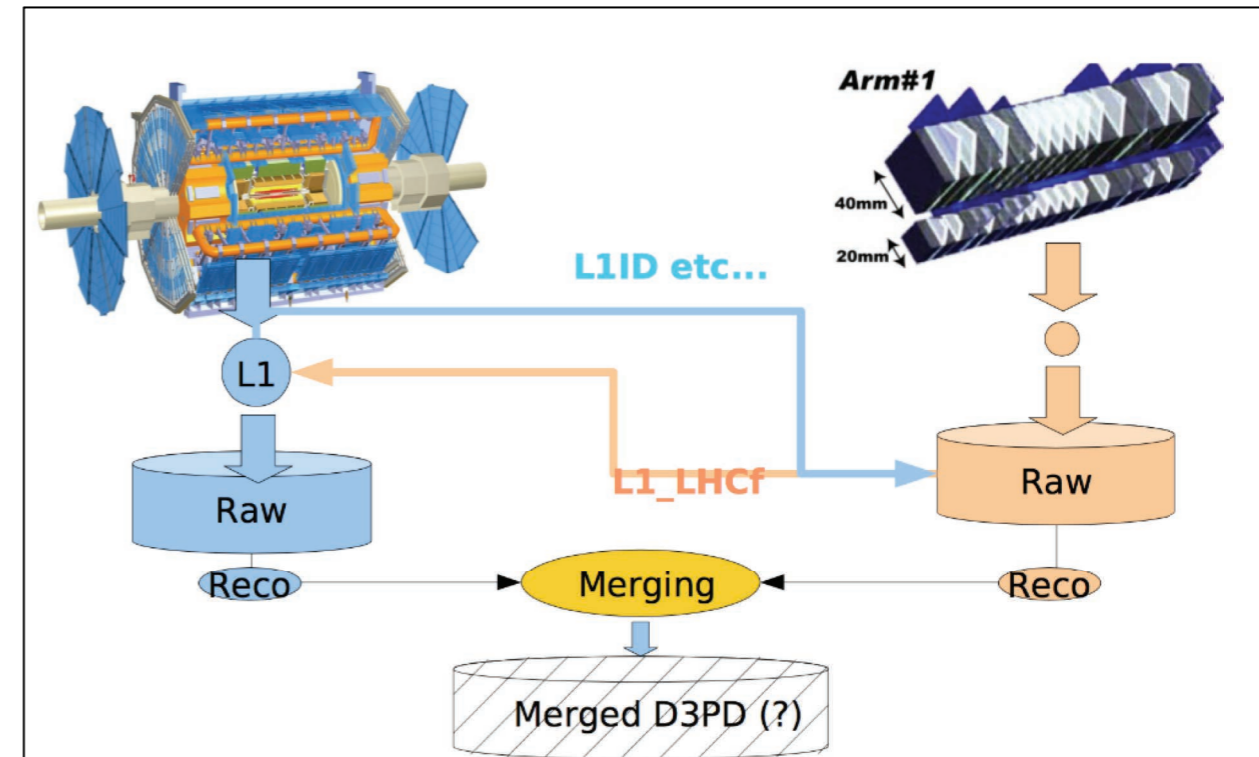 Arm#1
40mm
20mm
L1ID etc...
L1
L1_LHCf
Raw
Raw
Reco
Merging
Reco
Merged D3PD (?)